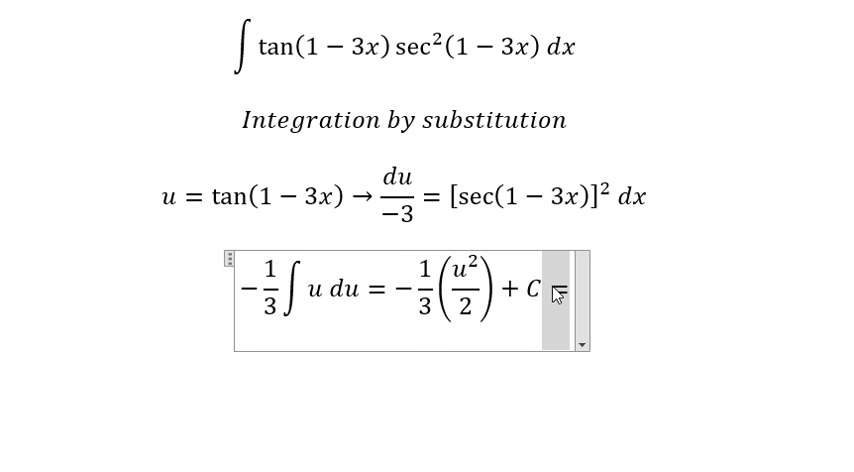 ∫ tan(1 − 3x) sec²(1 − 3x) dx
Integration by substitution
u = tan(1 − 3x) → du/−3 = [sec(1 − 3x)]² dx
−1/3 ∫ u du = −1/3 (u²/2) + C =